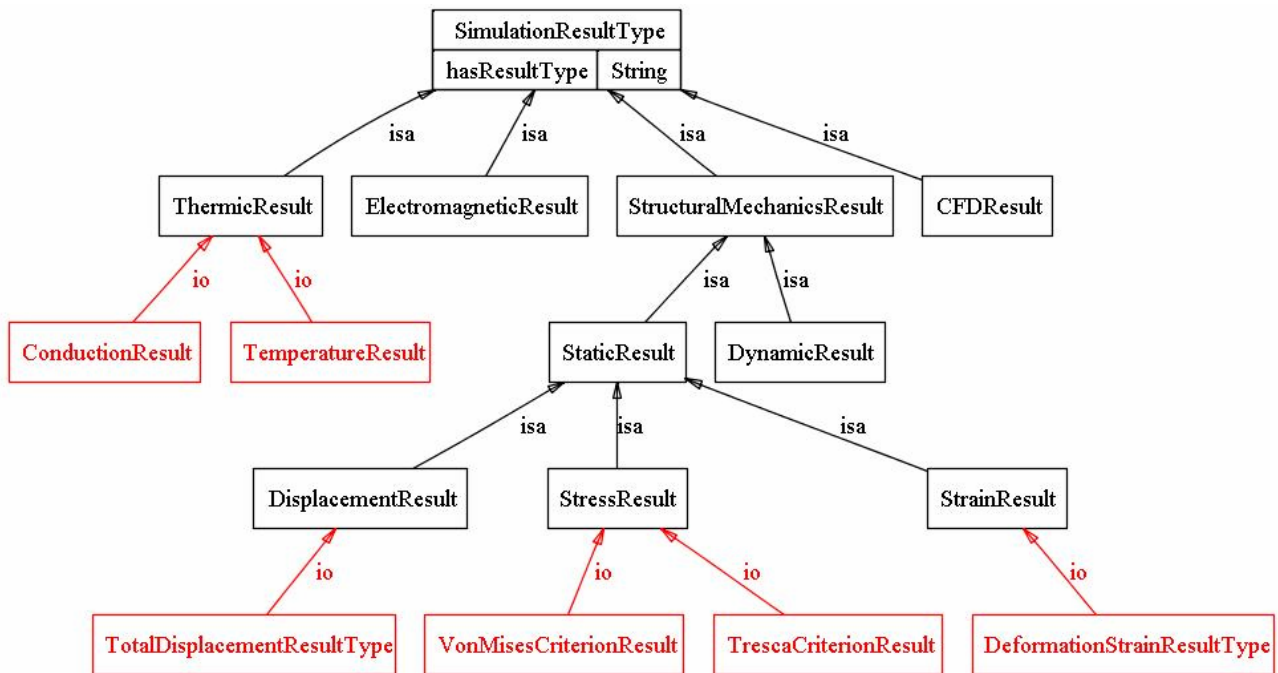 SimulationResultType
hasResultType String
isa isa isa isa
ThermicResult ElectromagneticResult StructuralMechanicsResult CFDResult
io io isa isa
ConductionResult TemperatureResult StaticResult DynamicResult
isa isa isa
DisplacementResult StressResult StrainResult
io io io io
TotalDisplacementResultType VonMisesCriterionResult TrescaCriterionResult DeformationStrainResultType